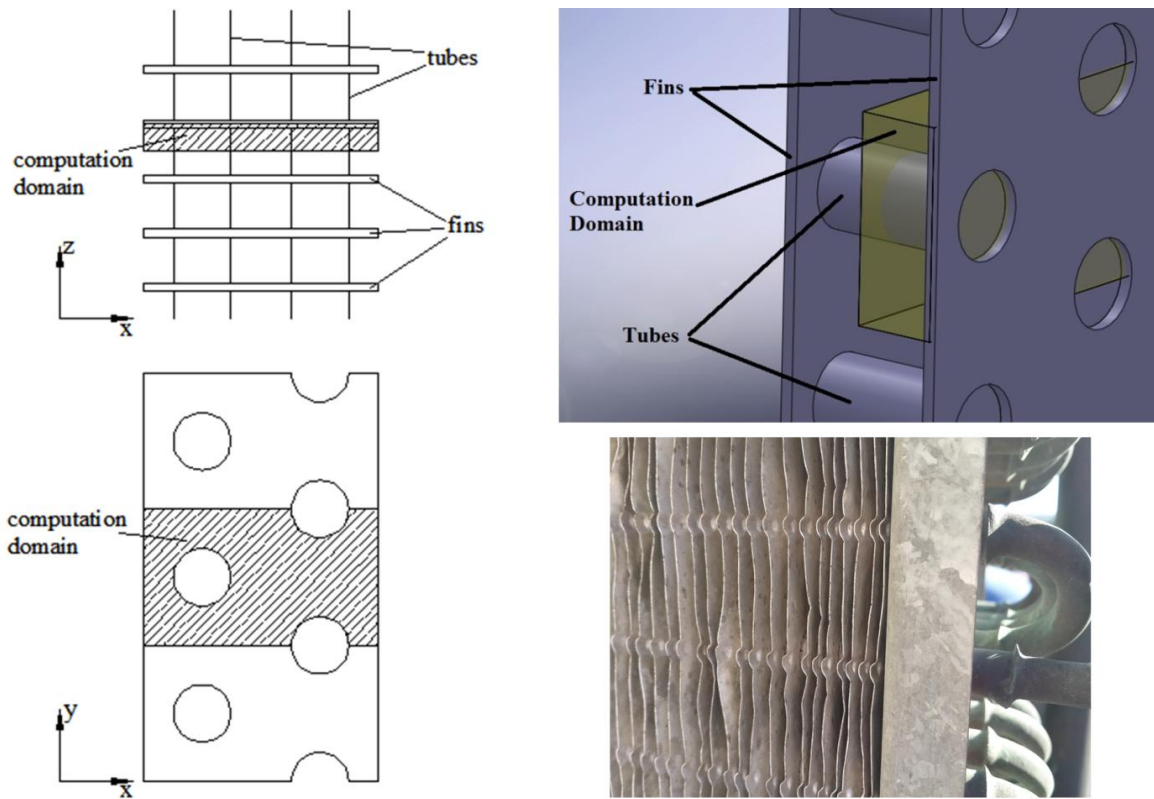 tubes
computation
domain
fins
z
x
computation
domain
y
x
Fins
Computation
Domain
Tubes